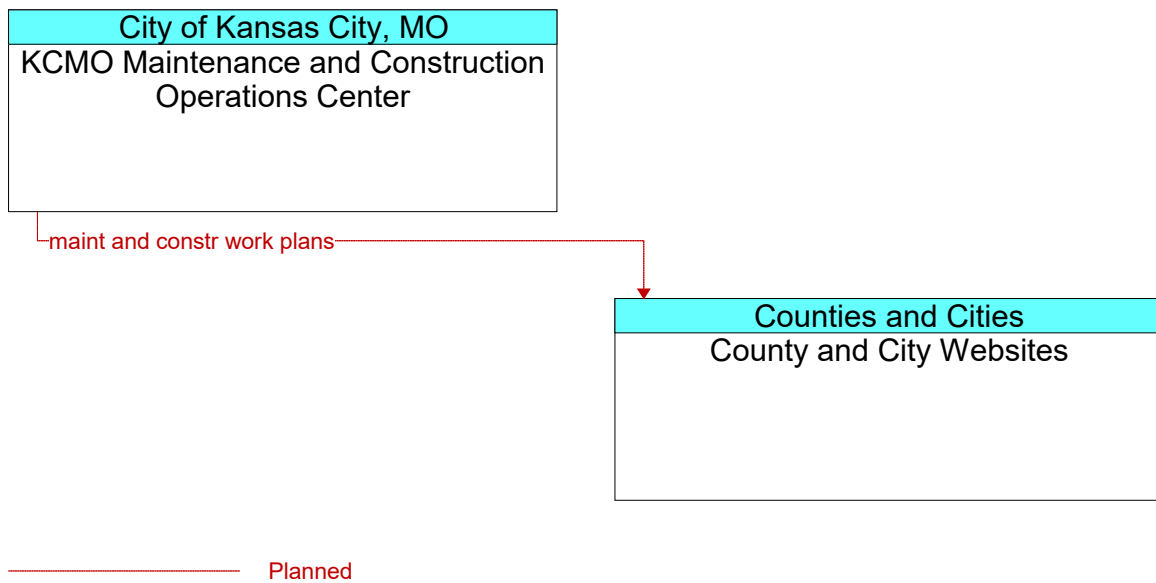 City of Kansas City, MO
KCMO Maintenance and Construction
Operations Center
maint and constr work plans
Counties and Cities
County and City Websites
Planned